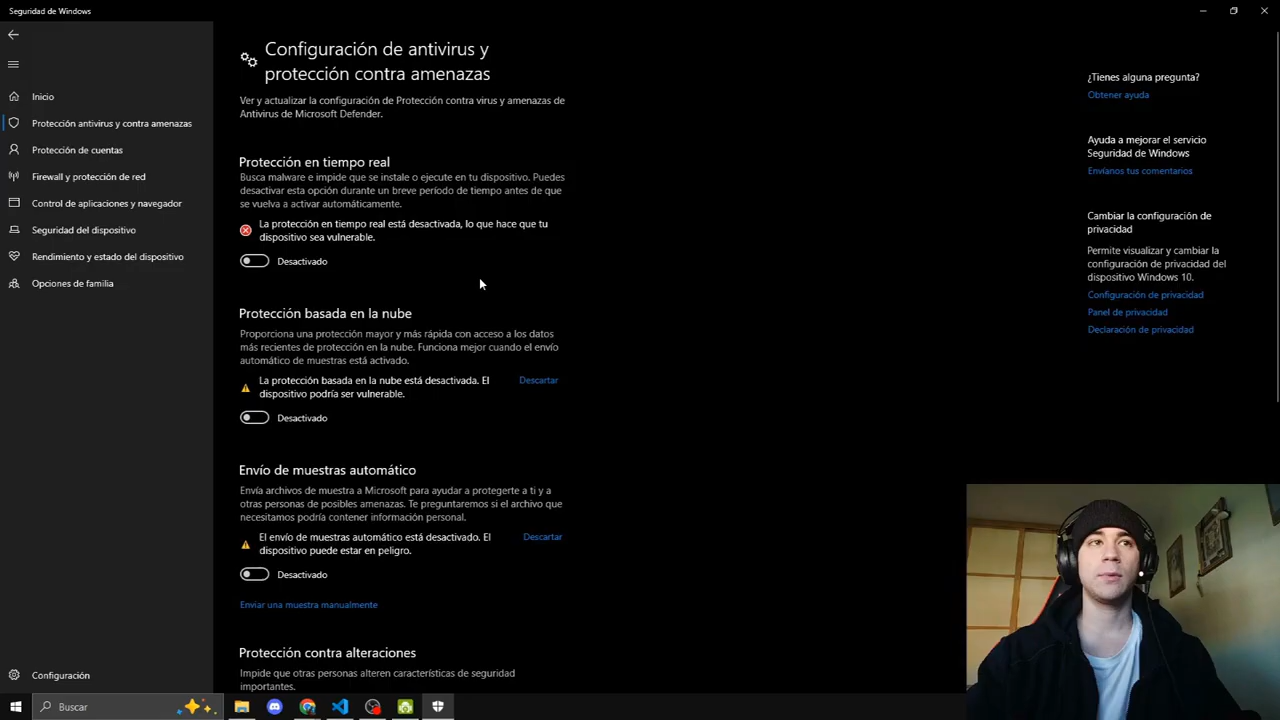 Seguridad de Windows
Inicio
Protección antivirus y contra amenazas
Protección de cuentas
Firewall y protección de red
Control de aplicaciones y navegador
Seguridad del dispositivo
Rendimiento y estado del dispositivo
Opciones de familia
Configuración
Configuración de antivirus y
protección contra amenazas
Ver y actualizar la configuración de Protección contra virus y amenazas de
Antivirus de Microsoft Defender.
Protección en tiempo real
Busca malware e impide que se instale o ejecute en tu dispositivo. Puedes
desactivar esta opción durante un breve período de tiempo antes de que
se vuelva a activar automáticamente.
La protección en tiempo real está desactivada, lo que hace que tu
dispositivo sea vulnerable.
Desactivado
Protección basada en la nube
Proporciona una protección mayor y más rápida con acceso a los datos
más recientes de protección en la nube. Funciona mejor cuando el envío
automático de muestras está activado.
La protección basada en la nube está desactivada. El
dispositivo podría ser vulnerable.
Descartar
Desactivado
Envío de muestras automático
Envía archivos de muestra a Microsoft para ayudar a protegerte a ti y a
otras personas de posibles amenazas. Te preguntaremos si el archivo que
necesitamos podría contener información personal.
El envío de muestras automático está desactivado. El
dispositivo puede estar en peligro.
Descartar
Desactivado
Enviar una muestra manualmente
Protección contra alteraciones
Impide que otras personas alteren características de seguridad
importantes.
¿Tienes alguna pregunta?
Obtener ayuda
Ayuda a mejorar el servicio
Seguridad de Windows
Envíanos tus comentarios
Cambiar la configuración de
privacidad
Permite visualizar y cambiar la
configuración de privacidad del
dispositivo Windows 10.
Configuración de privacidad
Panel de privacidad
Declaración de privacidad
Buscar